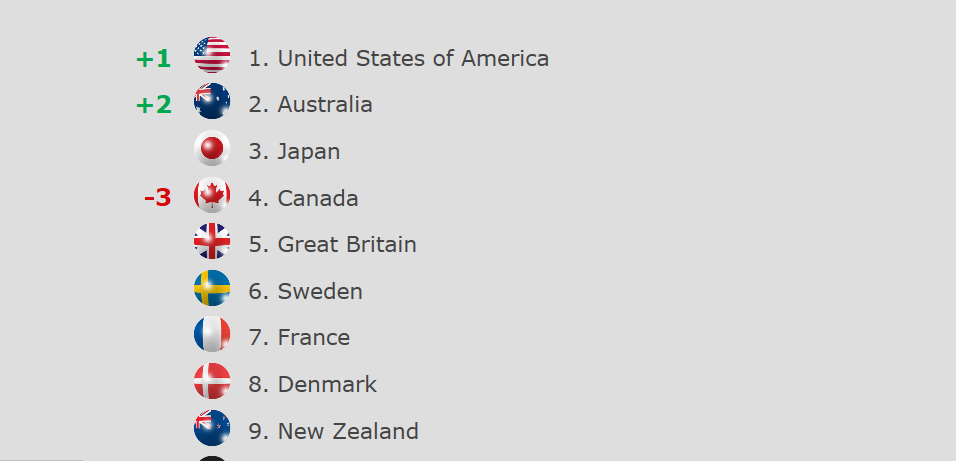 +1 1. United States of America
+2 2. Australia
3. Japan
-3 4. Canada
5. Great Britain
6. Sweden
7. France
8. Denmark
9. New Zealand